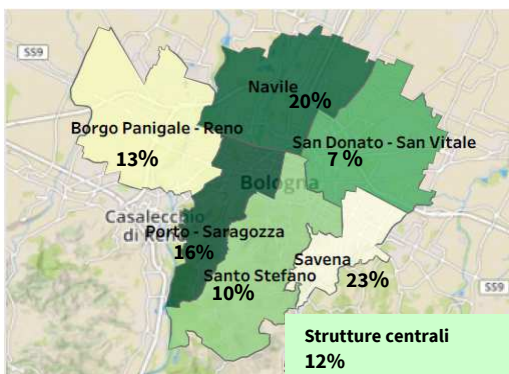 SS9
Navile
20%
Borgo Panigale - Reno
13%
San Donato - San Vitale
7 %
Bologna
Casalecchio
di Reno
Porto - Saragozza
16%
Santo Stefano
10%
Savena
23%
SS9
Strutture centrali
12%